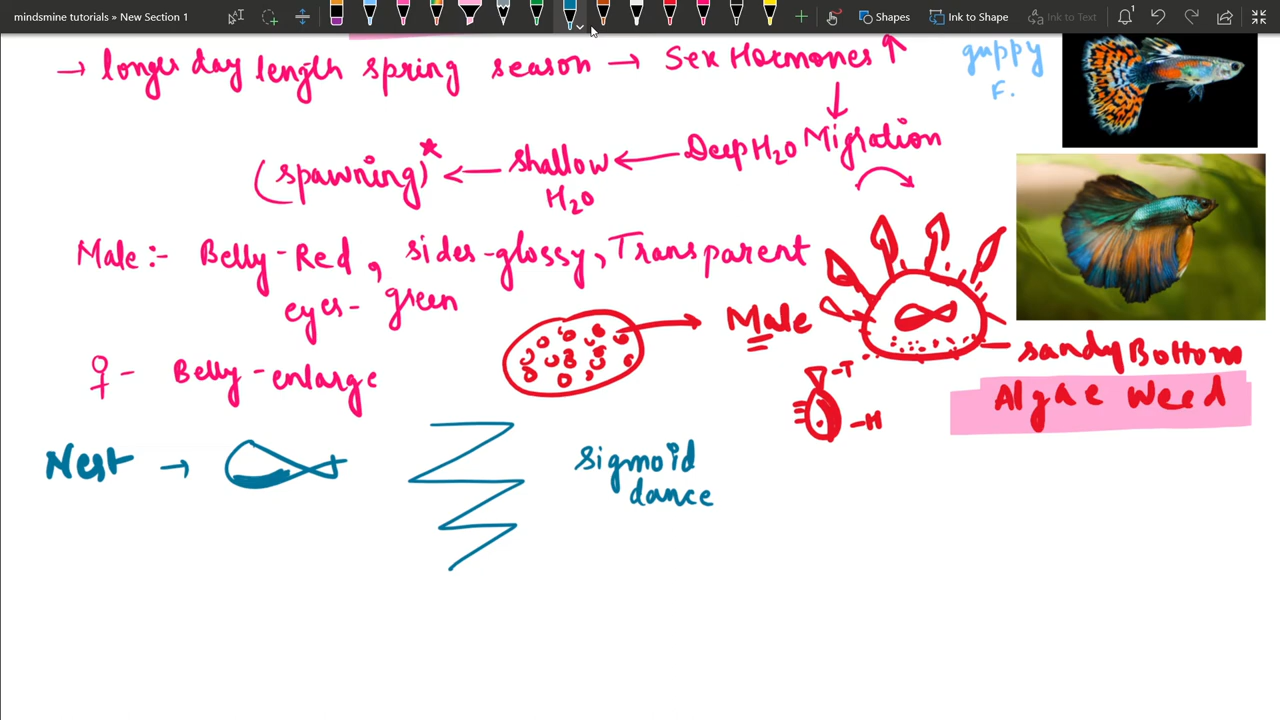 mindsmine tutorials » New Section 1
Shapes
Ink to Shape
Ink to Text
→ longer day length spring season → Sex Hormones ↑
guppy
F.
(spawning)* ← shallow H2O ← Deep H2O Migration
Male :- Belly-Red, sides-glossy, Transparent
eyes- green
→ Male
sandy Bottom
♀ - Belly-enlarge
-T
-H
Algae Weed
Nest →
sigmoid
dance